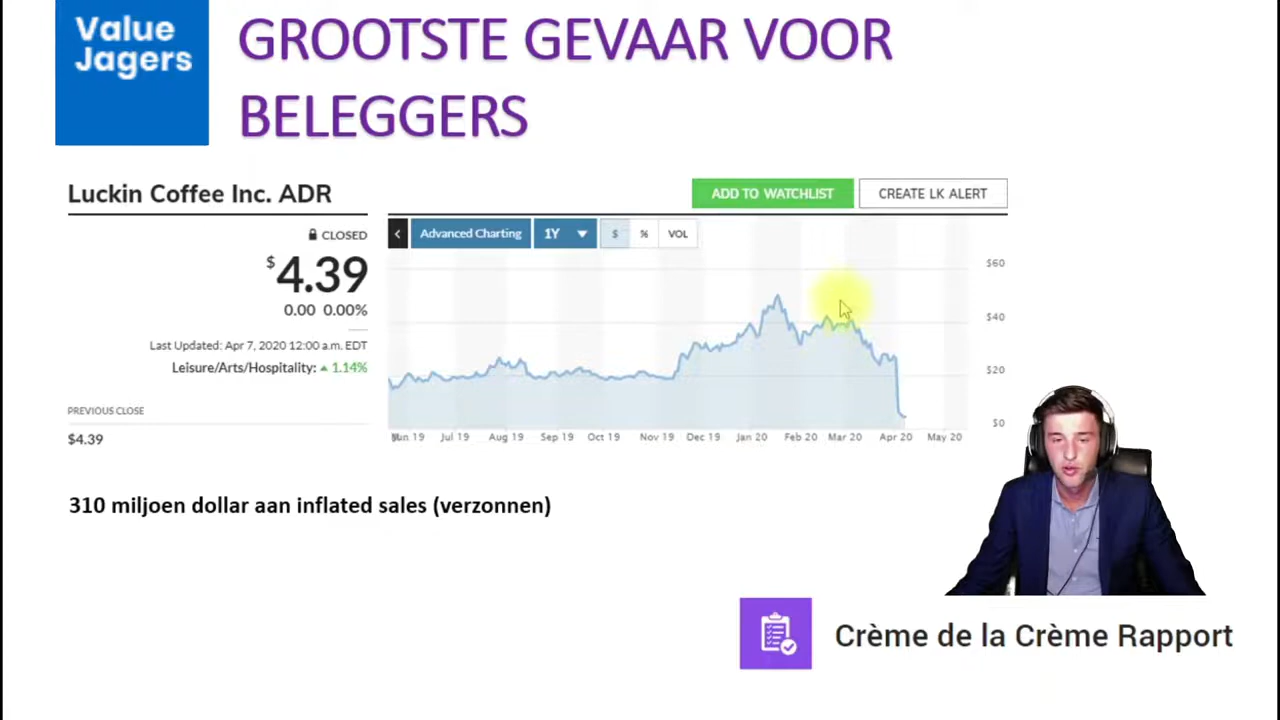 Value
Jagers
GROOTSTE GEVAAR VOOR
BELEGGERS
Luckin Coffee Inc. ADR
ADD TO WATCHLIST
CREATE LK ALERT
CLOSED
$4.39
0.00 0.00%
Last Updated: Apr 7, 2020 12:00 a.m. EDT
Leisure/Arts/Hospitality: 1.14%
PREVIOUS CLOSE
$4.39
< Advanced Charting 1Y $ % VOL
$60
$40
$20
$0
Jun 19 Jul 19 Aug 19 Sep 19 Oct 19 Nov 19 Dec 19 Jan 20 Feb 20 Mar 20 Apr 20 May 20
310 miljoen dollar aan inflated sales (verzonnen)
Crème de la Crème Rapport